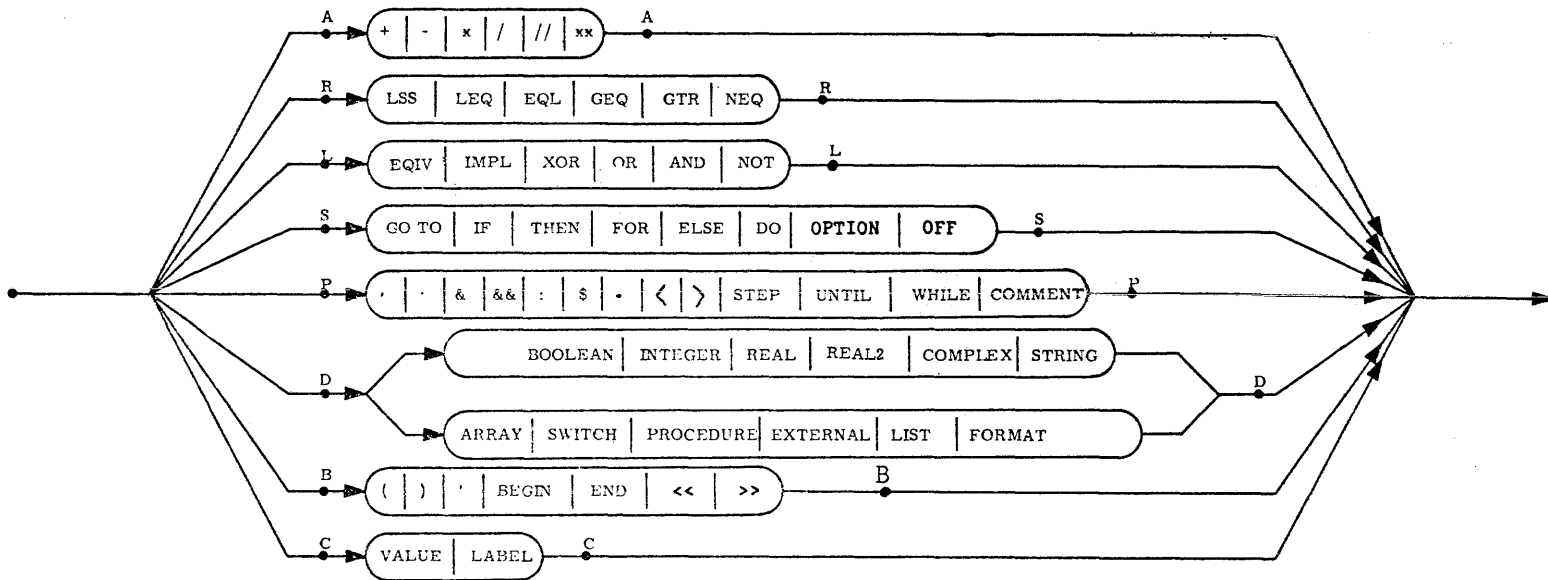 A A
+ | - | × | / | // | ××
R R
LSS | LEQ | EQL | GEQ | GTR | NEQ
L L
EQIV | IMPL | XOR | OR | AND | NOT
S S
GO TO | IF | THEN | FOR | ELSE | DO | OPTION | OFF
P P
, | . | & | && | : | $ | = | < | > | STEP | UNTIL | WHILE | COMMENT
BOOLEAN | INTEGER | REAL | REAL2 | COMPLEX | STRING
D D
ARRAY | SWITCH | PROCEDURE | EXTERNAL | LIST | FORMAT
B B
( | ) | ' | BEGIN | END | << | >>
C C
VALUE | LABEL